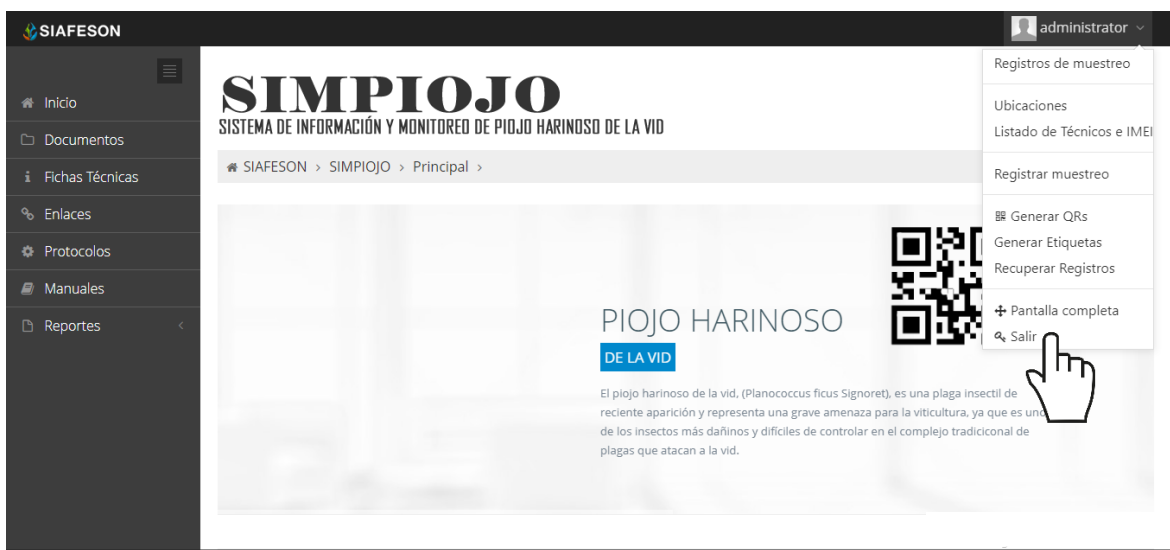 SIAFESON
administrator
Inicio
Documentos
Fichas Técnicas
Enlaces
Protocolos
Manuales
Reportes
SIMPIOJO
SISTEMA DE INFORMACIÓN Y MONITOREO DE PIOJO HARINOSO DE LA VID
SIAFESON > SIMPIOJO > Principal >
Registros de muestreo
Ubicaciones
Listado de Técnicos e IMEI
Registrar muestreo
Generar QRs
Generar Etiquetas
Recuperar Registros
Pantalla completa
Salir
PIOJO HARINOSO
DE LA VID
El piojo harinoso de la vid, (Planococcus ficus Signoret), es una plaga insectil de
reciente aparición y representa una grave amenaza para la viticultura, ya que es uno
de los insectos más dañinos y difíciles de controlar en el complejo tradiciconal de
plagas que atacan a la vid.